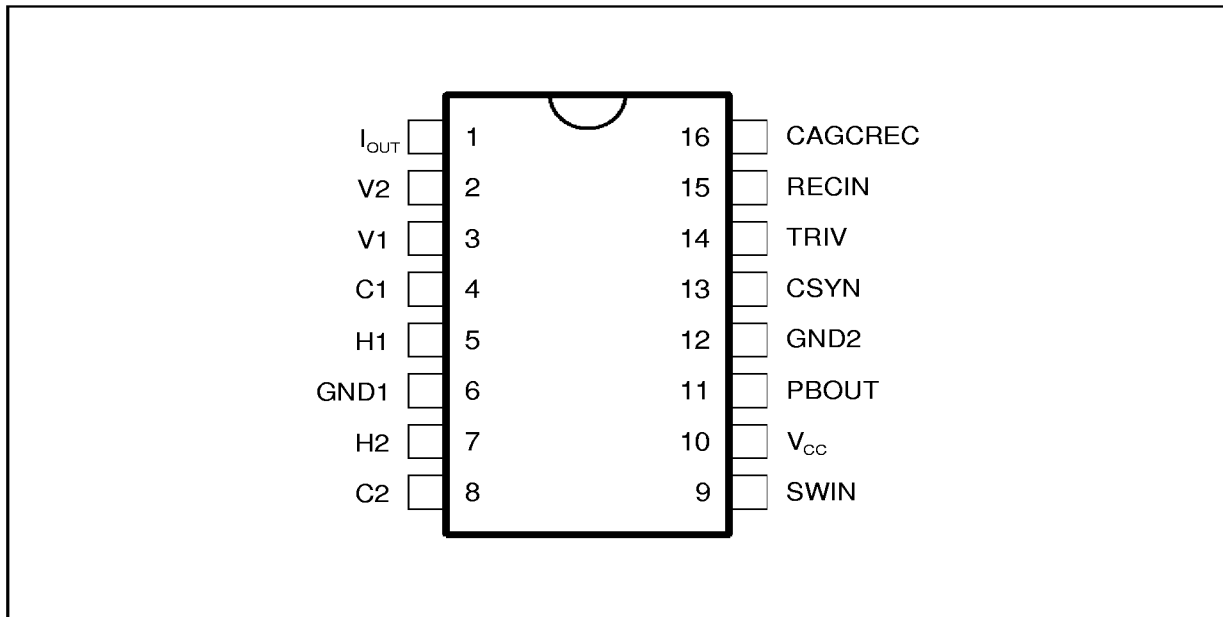 I_OUT 1 16 CAGCREC
V2 2 15 RECIN
V1 3 14 TRIV
C1 4 13 CSYN
H1 5 12 GND2
GND1 6 11 PBOUT
H2 7 10 V_CC
C2 8 9 SWIN